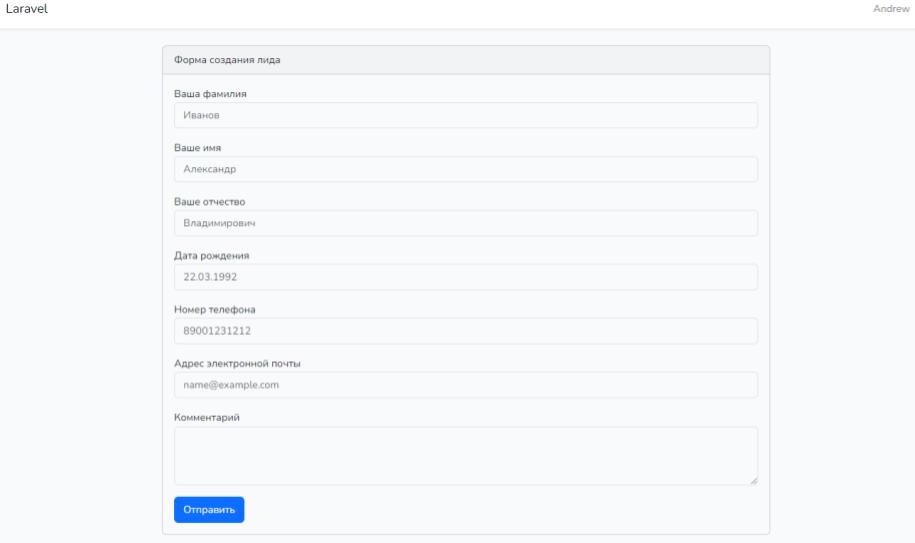 Laravel
Andrew
Форма создания лида
Ваша фамилия
Иванов
Ваше имя
Александр
Ваше отчество
Владимирович
Дата рождения
22.03.1992
Номер телефона
89001231212
Адрес электронной почты
name@example.com
Комментарий
Отправить